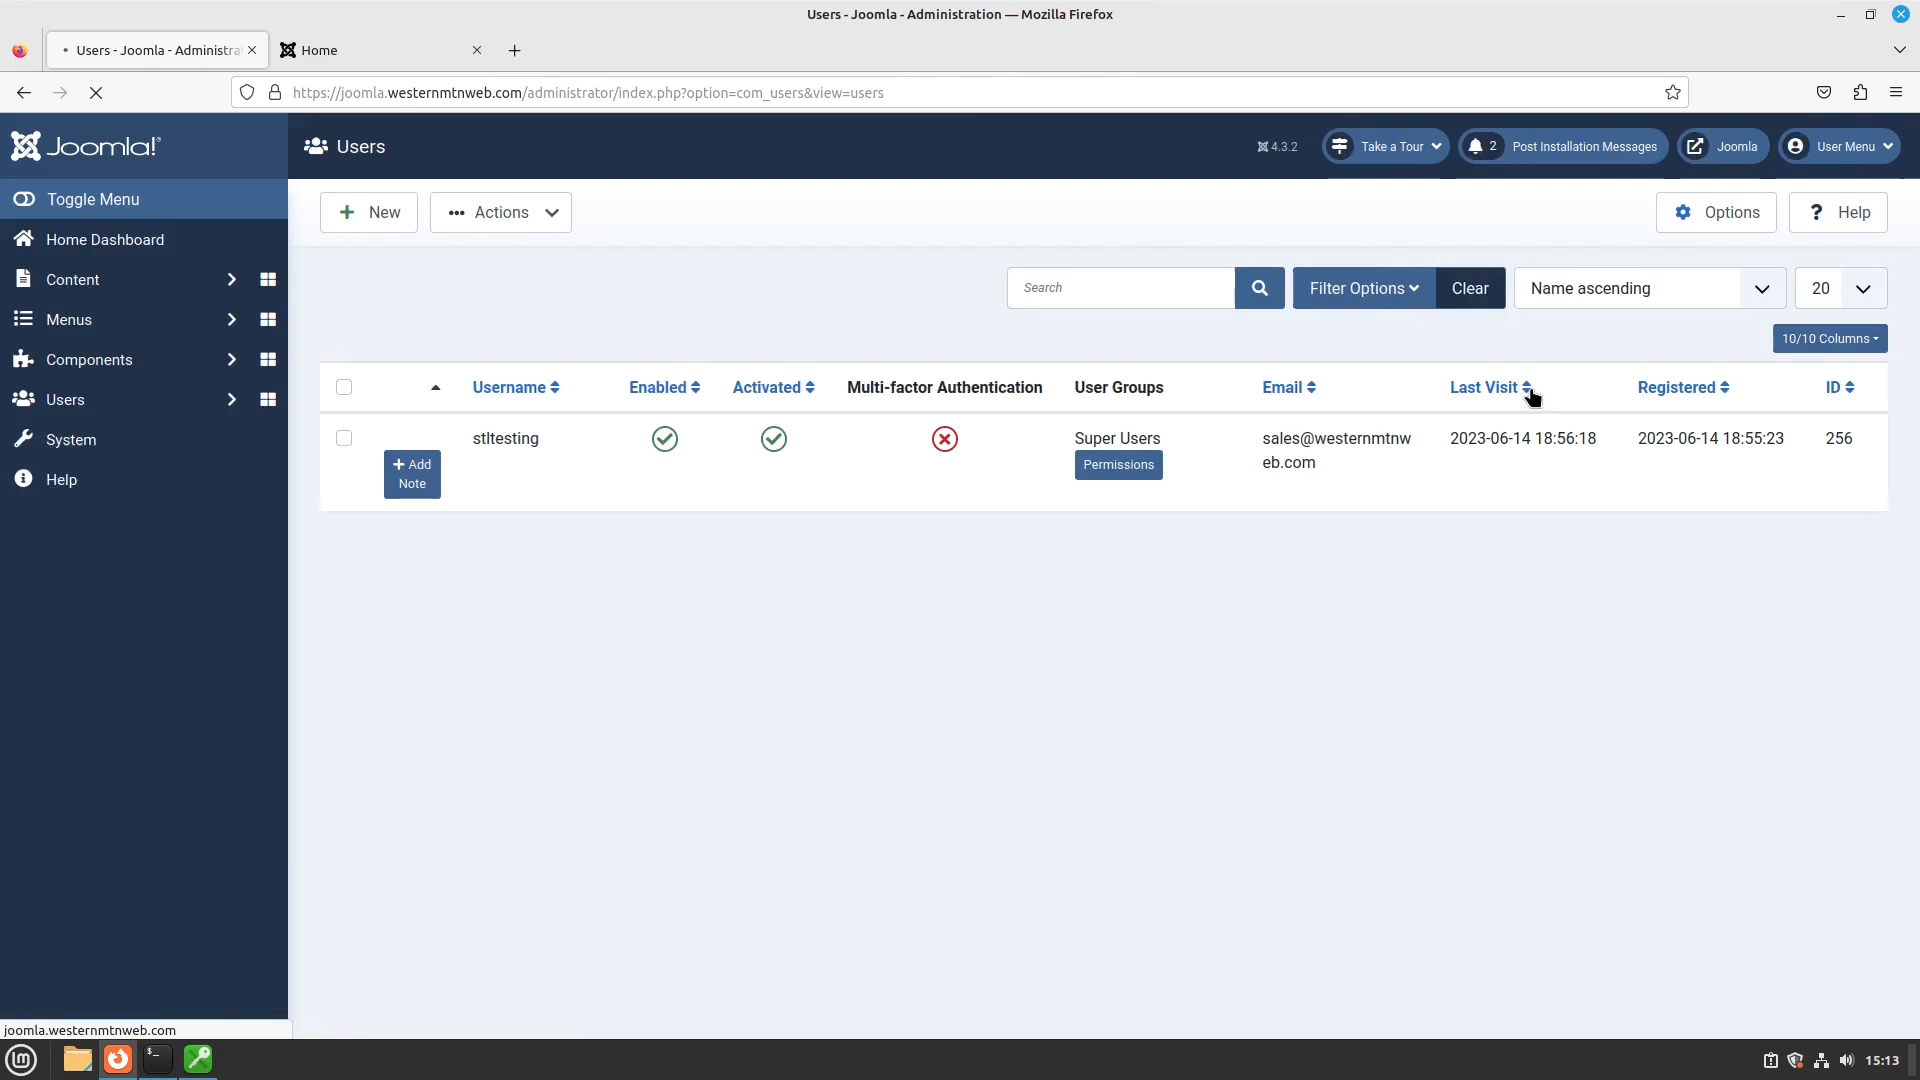 Users - Joomla - Administration — Mozilla Firefox
Users - Joomla - Administra
Home
https://joomla.westernmtnweb.com/administrator/index.php?option=com_users&view=users
Joomla!®
Users
4.3.2
Take a Tour
2
Post Installation Messages
Joomla
User Menu
Toggle Menu
Home Dashboard
Content
Menus
Components
Users
System
Help
New
Actions
Options
Help
Search
Filter Options
Clear
Name ascending
20
10/10 Columns
Username
Enabled
Activated
Multi-factor Authentication
User Groups
Email
Last Visit
Registered
ID
+ Add
Note
stltesting
Super Users
Permissions
sales@westernmtnw
eb.com
2023-06-14 18:56:18
2023-06-14 18:55:23
256
joomla.westernmtnweb.com
15:13